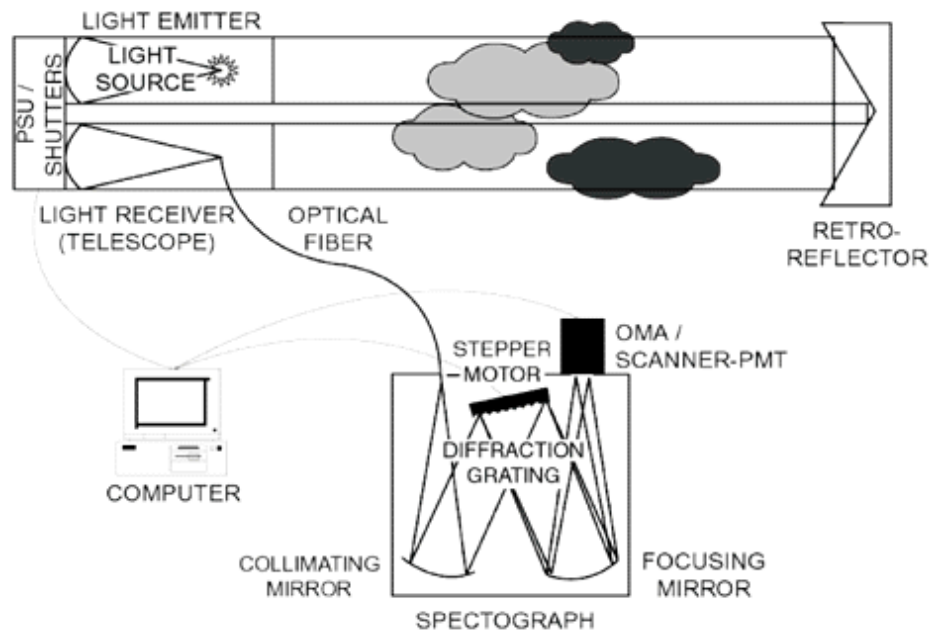 LIGHT EMITTER
LIGHT
SOURCE
PSU /
SHUTTERS
LIGHT RECEIVER
(TELESCOPE)
OPTICAL
FIBER
RETRO-
REFLECTOR
OMA /
SCANNER-PMT
STEPPER
MOTOR
DIFFRACTION
GRATING
COMPUTER
COLLIMATING
MIRROR
FOCUSING
MIRROR
SPECTOGRAPH